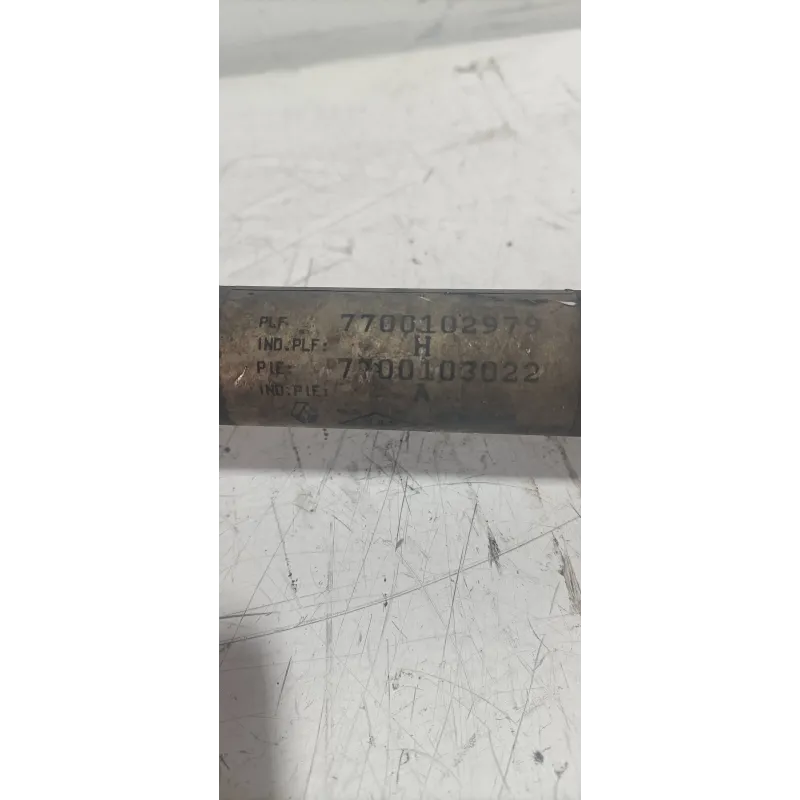 PLF 7700102979
IND.PLF: H
PIE: 7700103022
IND.PIE: A